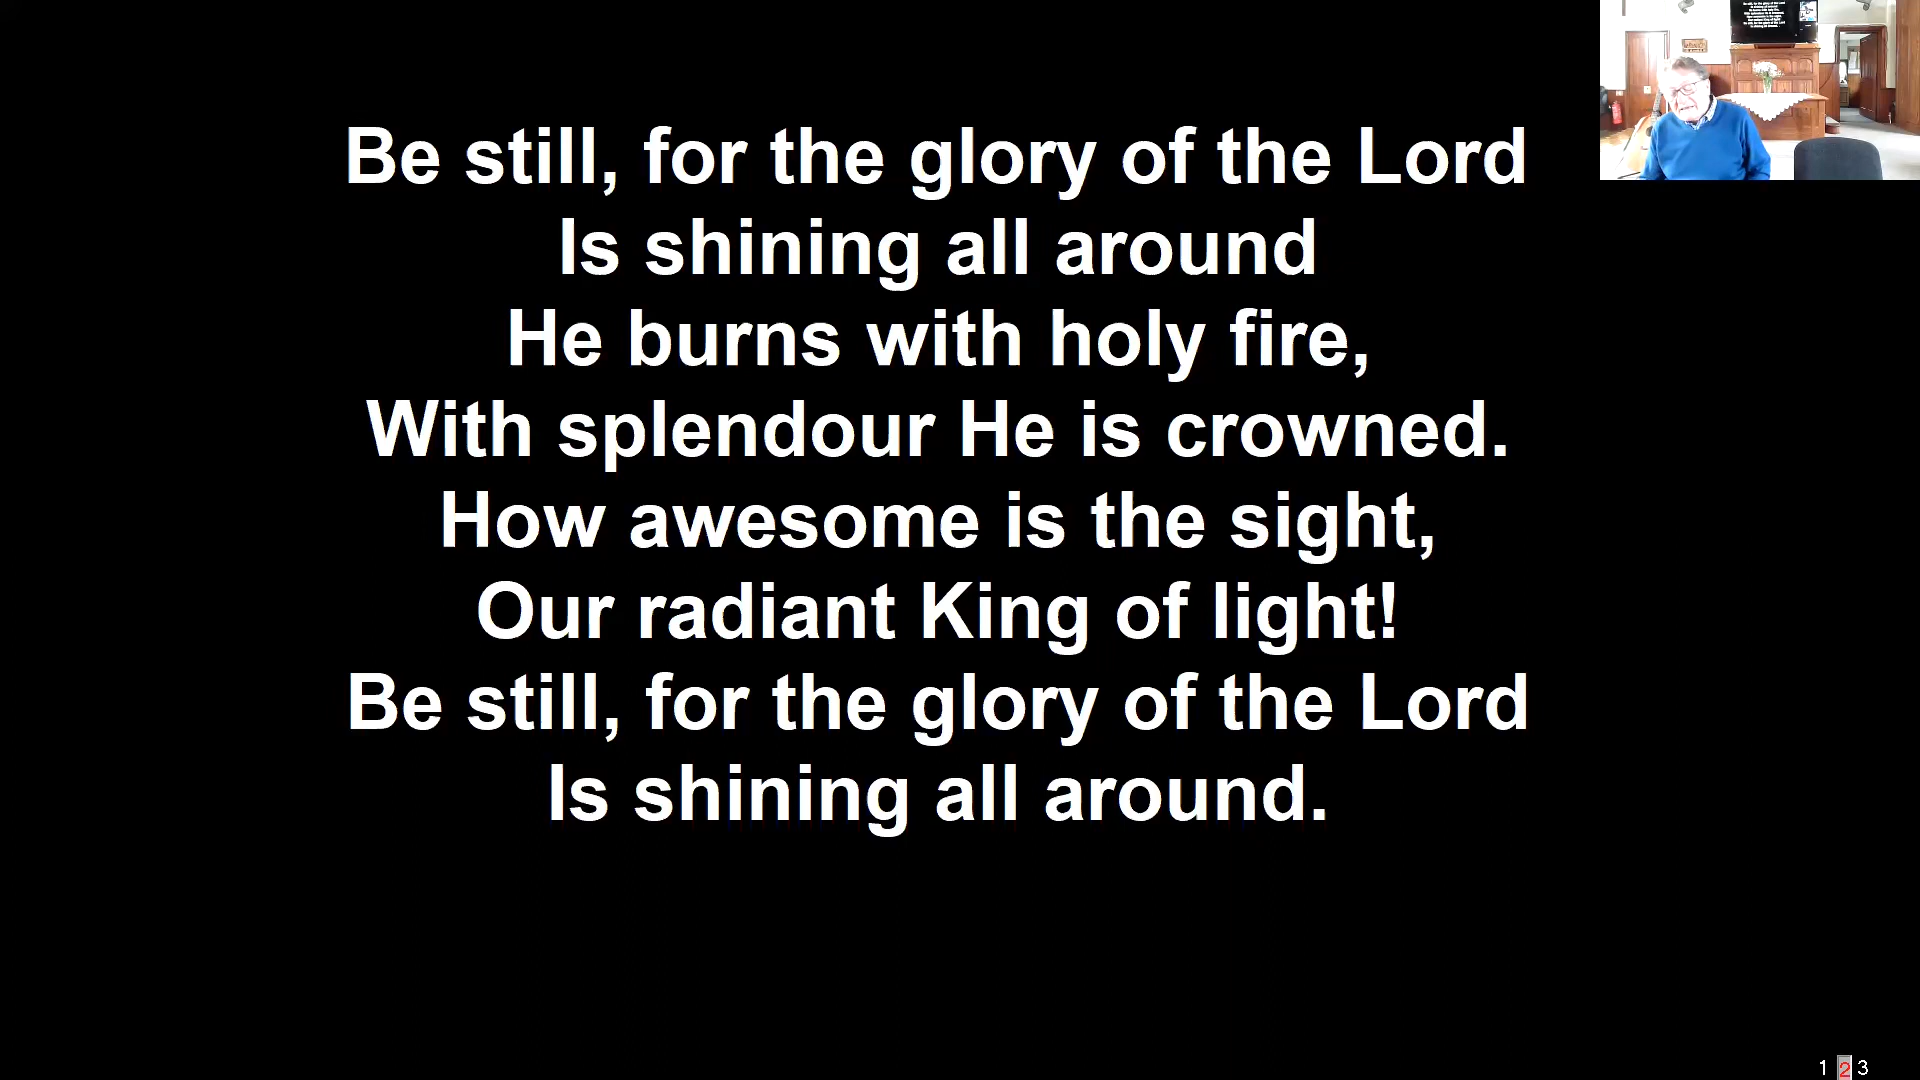 Be still, for the glory of the Lord
Is shining all around
He burns with holy fire,
With splendour He is crowned.
How awesome is the sight,
Our radiant King of light!
Be still, for the glory of the Lord
Is shining all around.
1 2 3